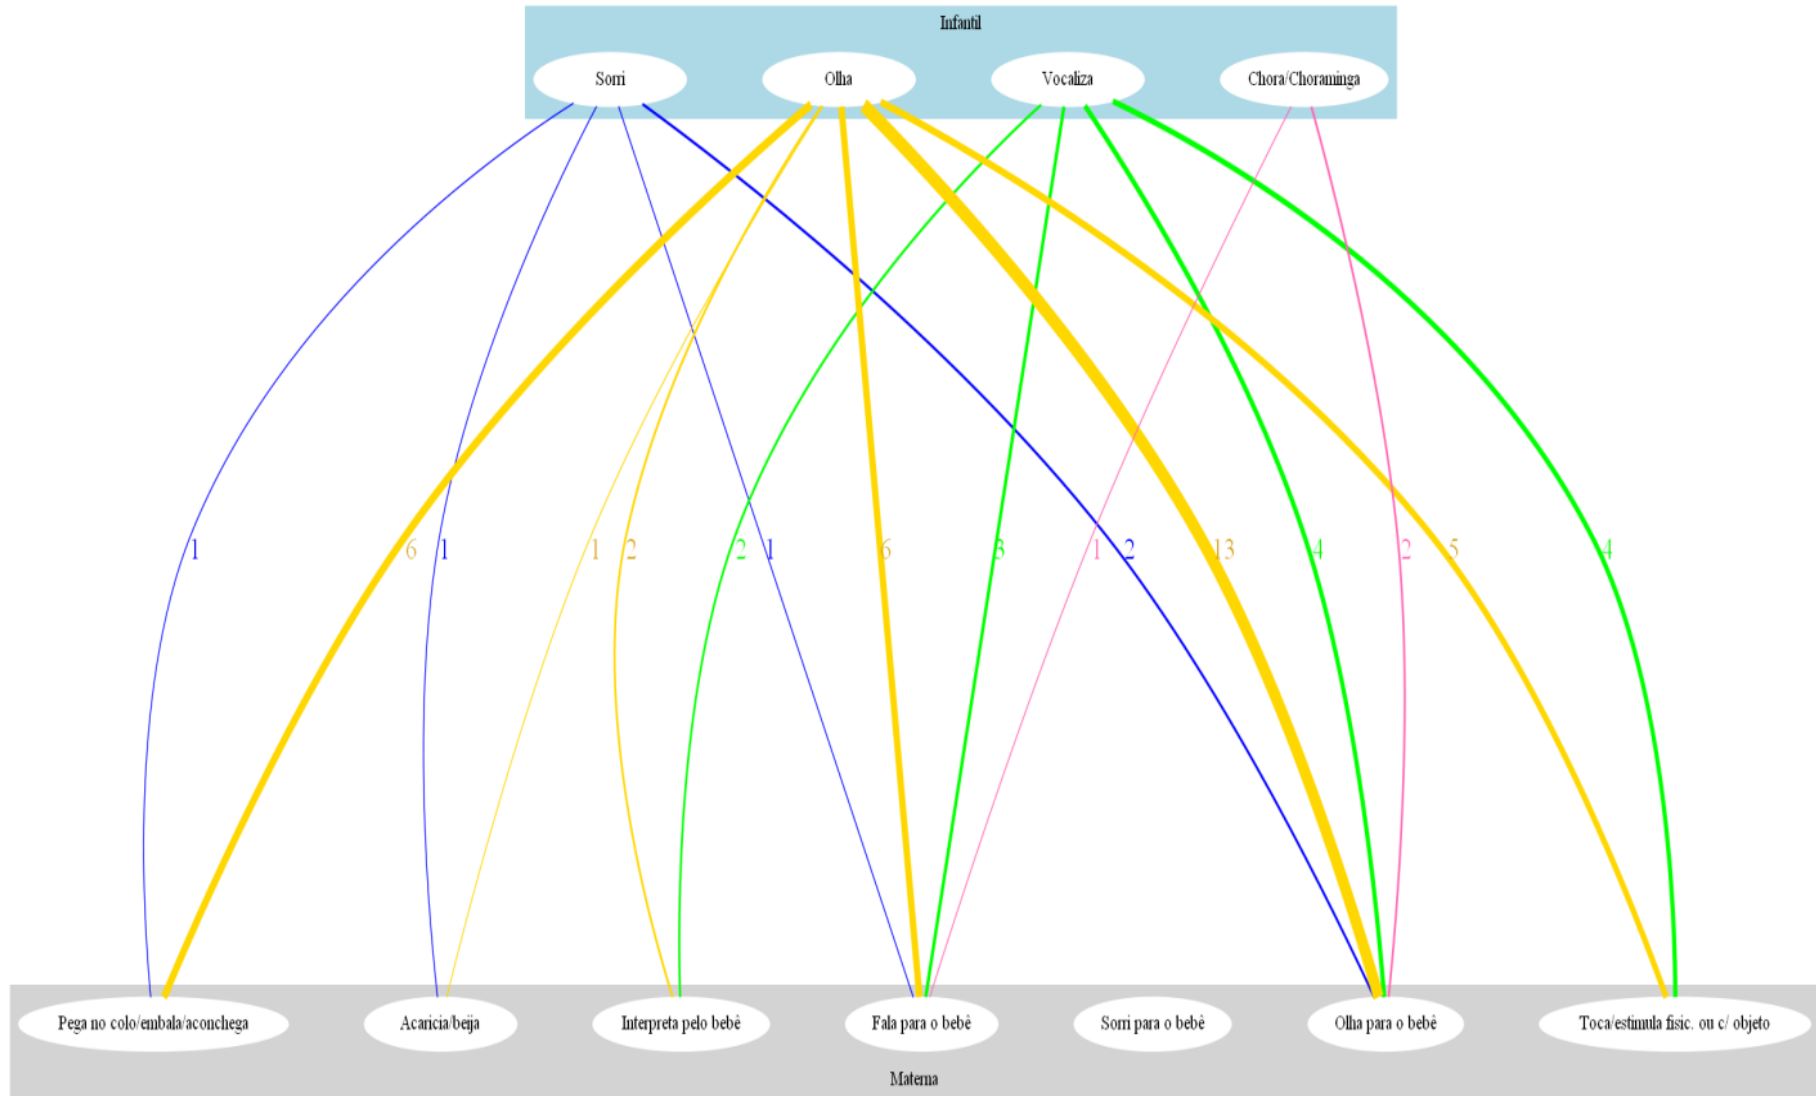 Infantil
Sorri Olha Vocaliza Chora/Choraminga
1 6 1 1 2 2 1 6 3 1 2 13 4 2 5 4
Pega no colo/embala/aconchega Acaricia/beija Interpreta pelo bebê Fala para o bebê Sorri para o bebê Olha para o bebê Toca/estimula fisic. ou c/ objeto
Materna